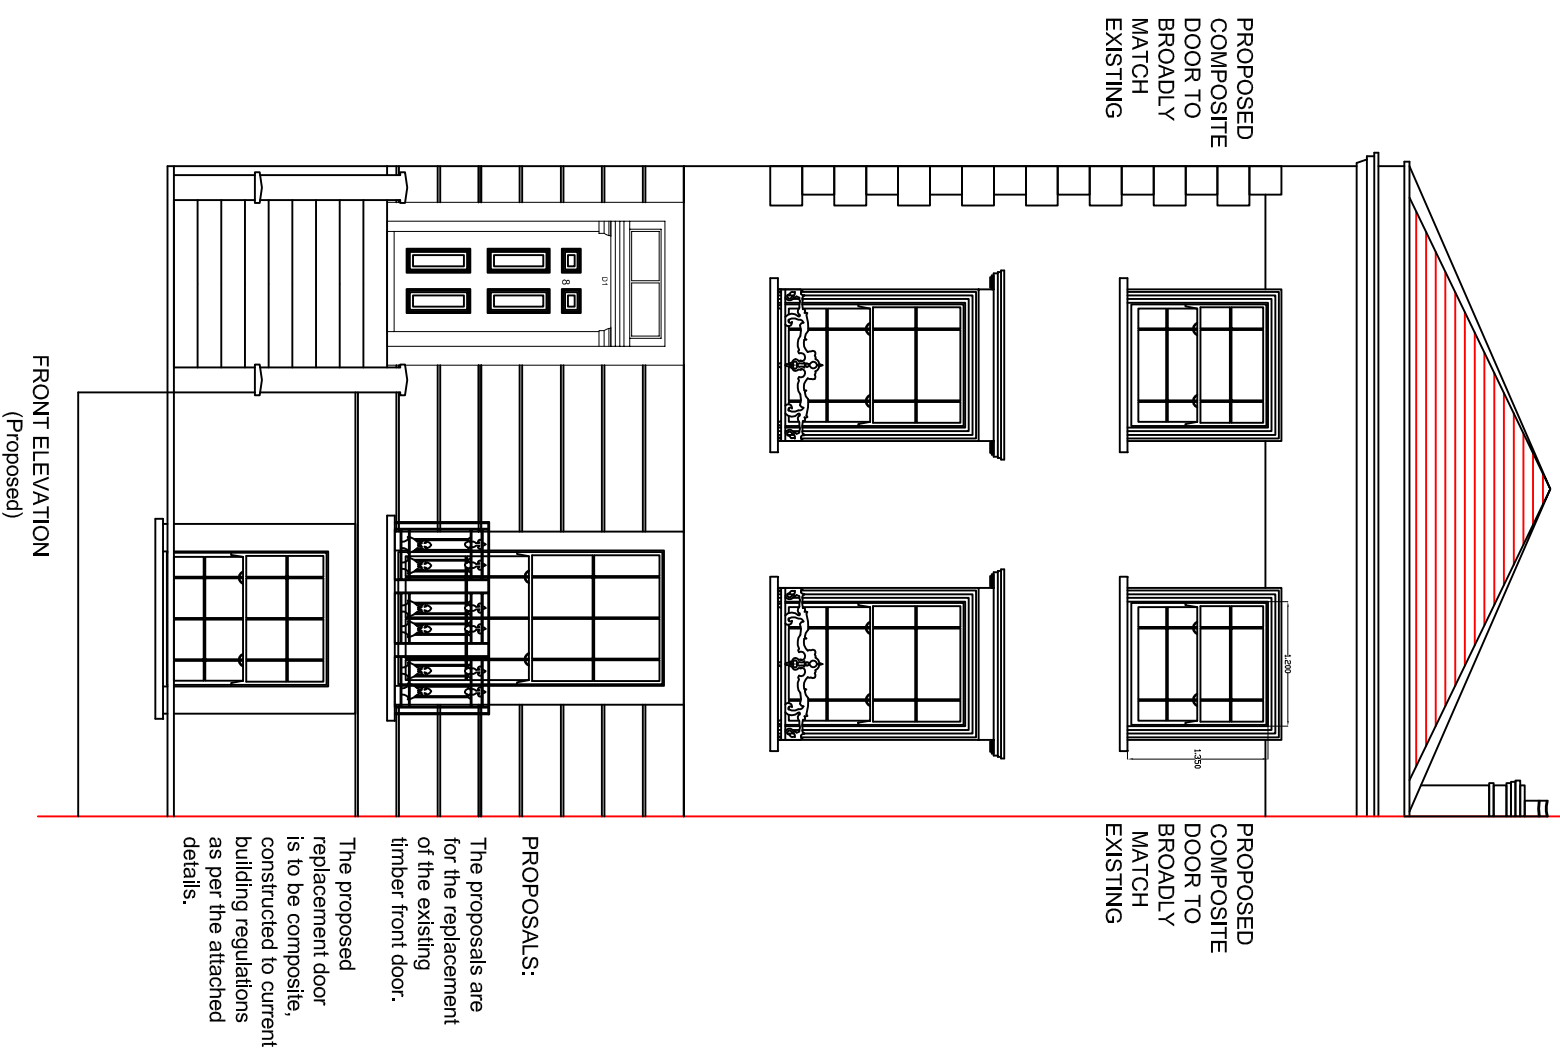 PROPOSED
COMPOSITE
DOOR TO
BROADLY
MATCH
EXISTING
PROPOSED
COMPOSITE
DOOR TO
BROADLY
MATCH
EXISTING
1.200
1.350
D1
8
PROPOSALS:
The proposals are
for the replacement
of the existing
timber front door.
The proposed
replacement door
is to be composite,
constructed to current
building regulations
as per the attached
details.
FRONT ELEVATION
(Proposed)